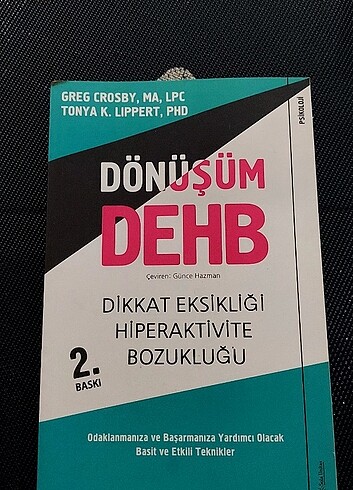 GREG CROSBY, MA, LPC
TONYA K. LIPPERT, PHD
PSİKOLOJİ
DÖNÜŞÜM
DEHB
Çeviren: Günce Hazman
DİKKAT EKSİKLİĞİ
HİPERAKTİVİTE
BOZUKLUĞU
2.
BASKI
Odaklanmanıza ve Başarmanıza Yardımcı Olacak
Basit ve Etkili Teknikler